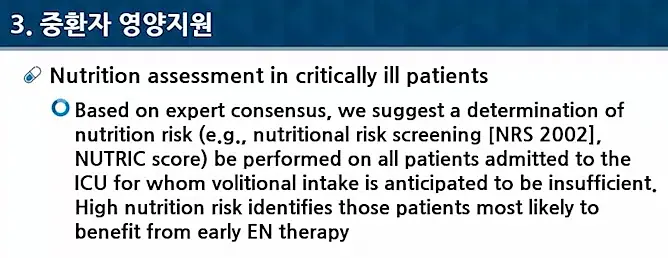 3. 중환자 영양지원
Nutrition assessment in critically ill patients
Based on expert consensus, we suggest a determination of
nutrition risk (e.g., nutritional risk screening [NRS 2002],
NUTRIC score) be performed on all patients admitted to the
ICU for whom volitional intake is anticipated to be insufficient.
High nutrition risk identifies those patients most likely to
benefit from early EN therapy